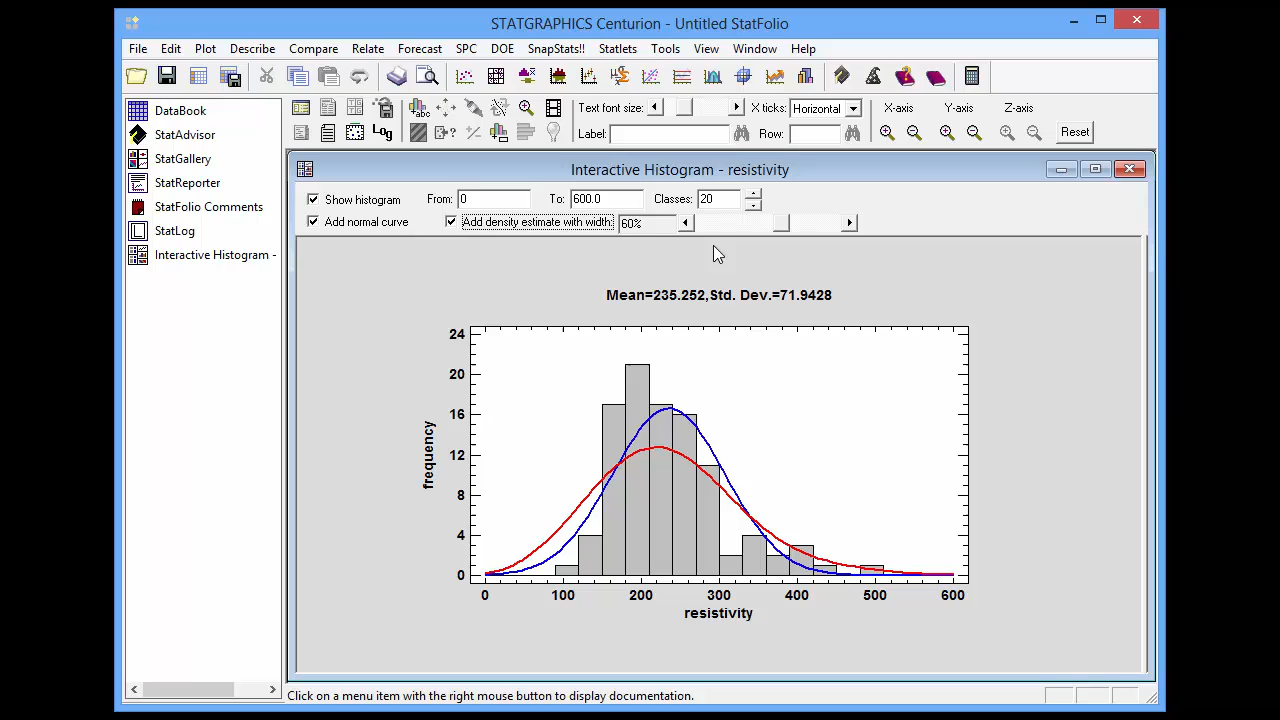 STATGRAPHICS Centurion - Untitled StatFolio
File Edit Plot Describe Compare Relate Forecast SPC DOE SnapStats!! Statlets Tools View Window Help
DataBook
StatAdvisor
StatGallery
StatReporter
StatFolio Comments
StatLog
Interactive Histogram -
Text font size: X ticks: Horizontal X-axis Y-axis Z-axis
Log Label: Row: Reset
Interactive Histogram - resistivity
Show histogram From: 0 To: 600.0 Classes: 20
Add normal curve Add density estimate with width: 60%
Mean=235.252,Std. Dev.=71.9428
24
20
16
12
8
4
0
frequency
0 100 200 300 400 500 600
resistivity
Click on a menu item with the right mouse button to display documentation.